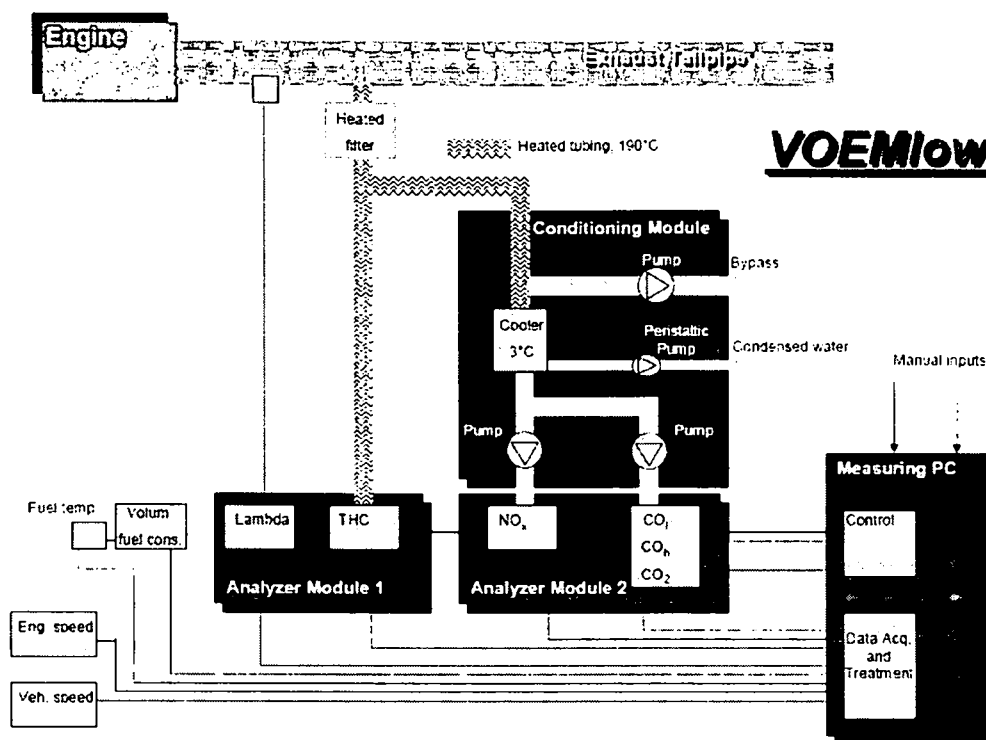 Engine
Exhaust Tailpipe
Heated
filter
Heated tubing, 190°C
VOEMlow
Conditioning Module
Pump
Bypass
Cooler
3°C
Peristaltic
Pump
Condensed water
Manual inputs
Pump
Pump
Measuring PC
Fuel temp
Volum
fuel cons.
Lambda
THC
NOx
COl
COh
CO2
Control
Analyzer Module 1
Analyzer Module 2
Eng. speed
Data Acq.
and
Treatment
Veh. speed